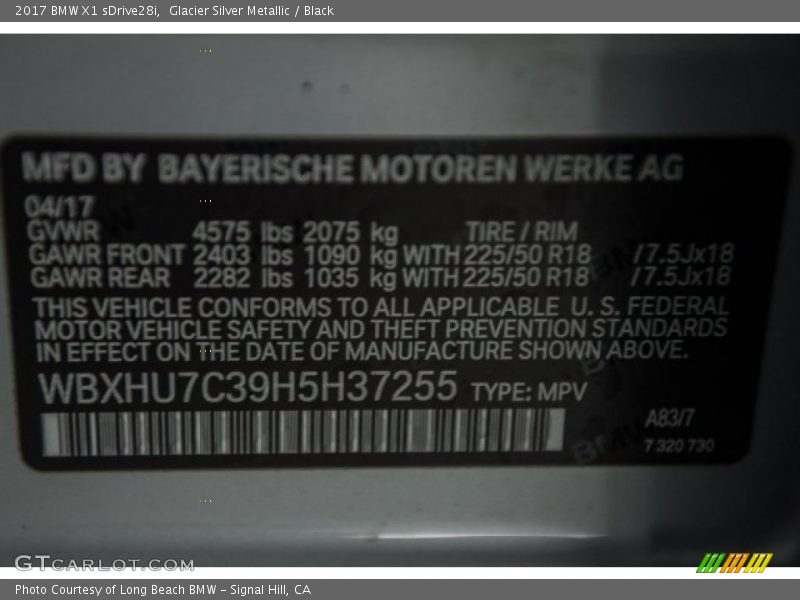 2017 BMW X1 sDrive28i, Glacier Silver Metallic / Black
MFD BY BAYERISCHE MOTOREN WERKE AG
04/17
GVWR 4575 lbs 2075 kg TIRE / RIM
GAWR FRONT 2403 lbs 1090 kg WITH 225/50 R18 /7.5Jx18
GAWR REAR 2282 lbs 1035 kg WITH 225/50 R18 /7.5Jx18
THIS VEHICLE CONFORMS TO ALL APPLICABLE U. S. FEDERAL
MOTOR VEHICLE SAFETY AND THEFT PREVENTION STANDARDS
IN EFFECT ON THE DATE OF MANUFACTURE SHOWN ABOVE.
WBXHU7C39H5H37255 TYPE: MPV
A83/7
7 320 730
GTCARLOT.COM
Photo Courtesy of Long Beach BMW - Signal Hill, CA